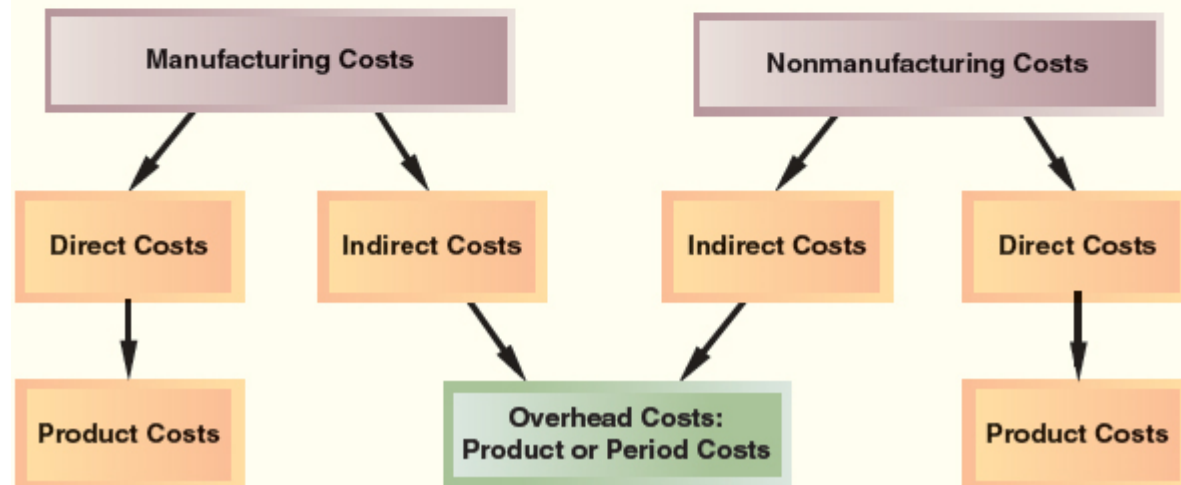 Manufacturing Costs
Nonmanufacturing Costs
Direct Costs
Indirect Costs
Indirect Costs
Direct Costs
Product Costs
Overhead Costs:
Product or Period Costs
Product Costs